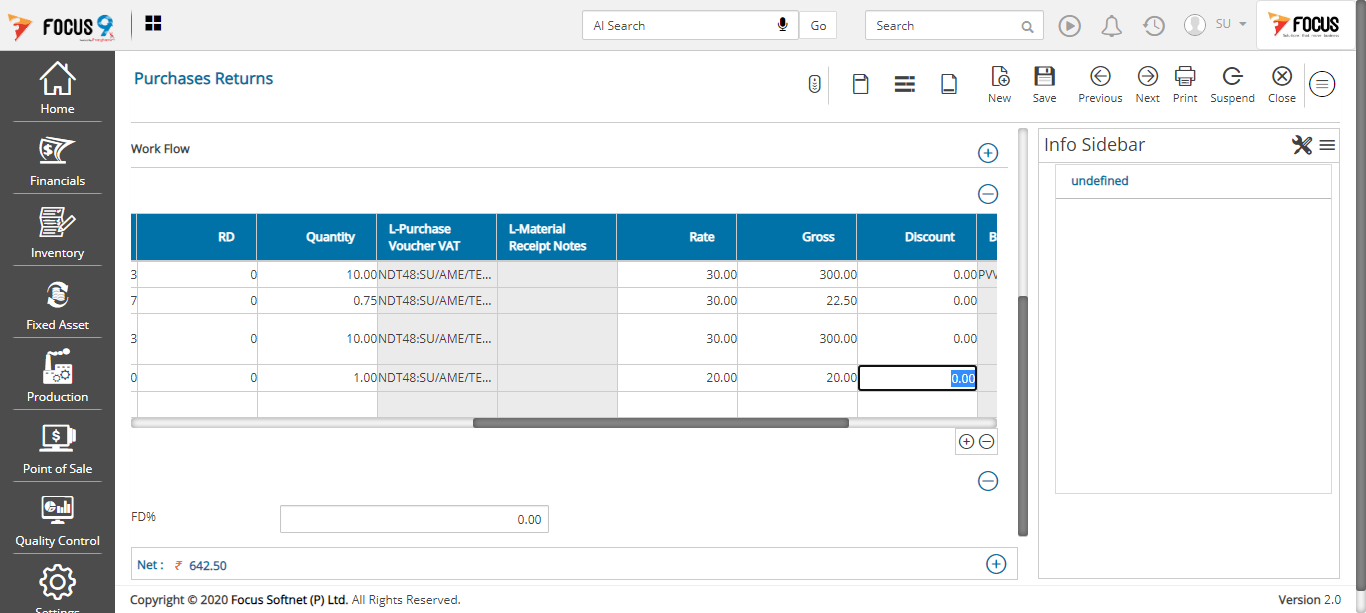 FOCUS 9
AI Search
Go
Search
SU
FOCUS
Home
Financials
Inventory
Fixed Asset
Production
Point of Sale
Quality Control
Settings
Purchases Returns
New
Save
Previous
Next
Print
Suspend
Close
Work Flow
RD Quantity L-Purchase Voucher VAT L-Material Receipt Notes Rate Gross Discount B
3 0 10.00 NDT48:SU/AME/TE... 30.00 300.00 0.00 PVV
7 0 0.75 NDT48:SU/AME/TE... 30.00 22.50 0.00
3 0 10.00 NDT48:SU/AME/TE... 30.00 300.00 0.00
0 0 1.00 NDT48:SU/AME/TE... 20.00 20.00 0.00
FD% 0.00
Net : ₹ 642.50
Info Sidebar
undefined
Copyright © 2020 Focus Softnet (P) Ltd. All Rights Reserved.
Version 2.0